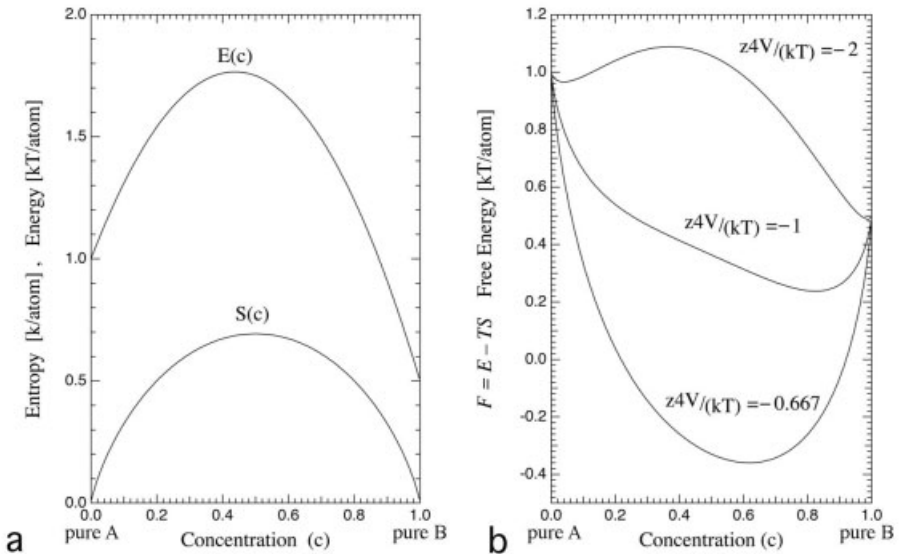 Entropy [k/atom] , Energy [kT/atom]
2.0
1.5
1.0
0.5
0.0
E(c)
S(c)
0.0 0.2 0.4 0.6 0.8 1.0
pure A Concentration (c) pure B
a
F = E – TS Free Energy [kT/atom]
1.2
1.0
0.8
0.6
0.4
0.2
0.0
-0.2
-0.4
z4V/(kT) = −2
z4V/(kT) = −1
z4V/(kT) = −0.667
0.0 0.2 0.4 0.6 0.8 1.0
pure A Concentration (c) pure B
b